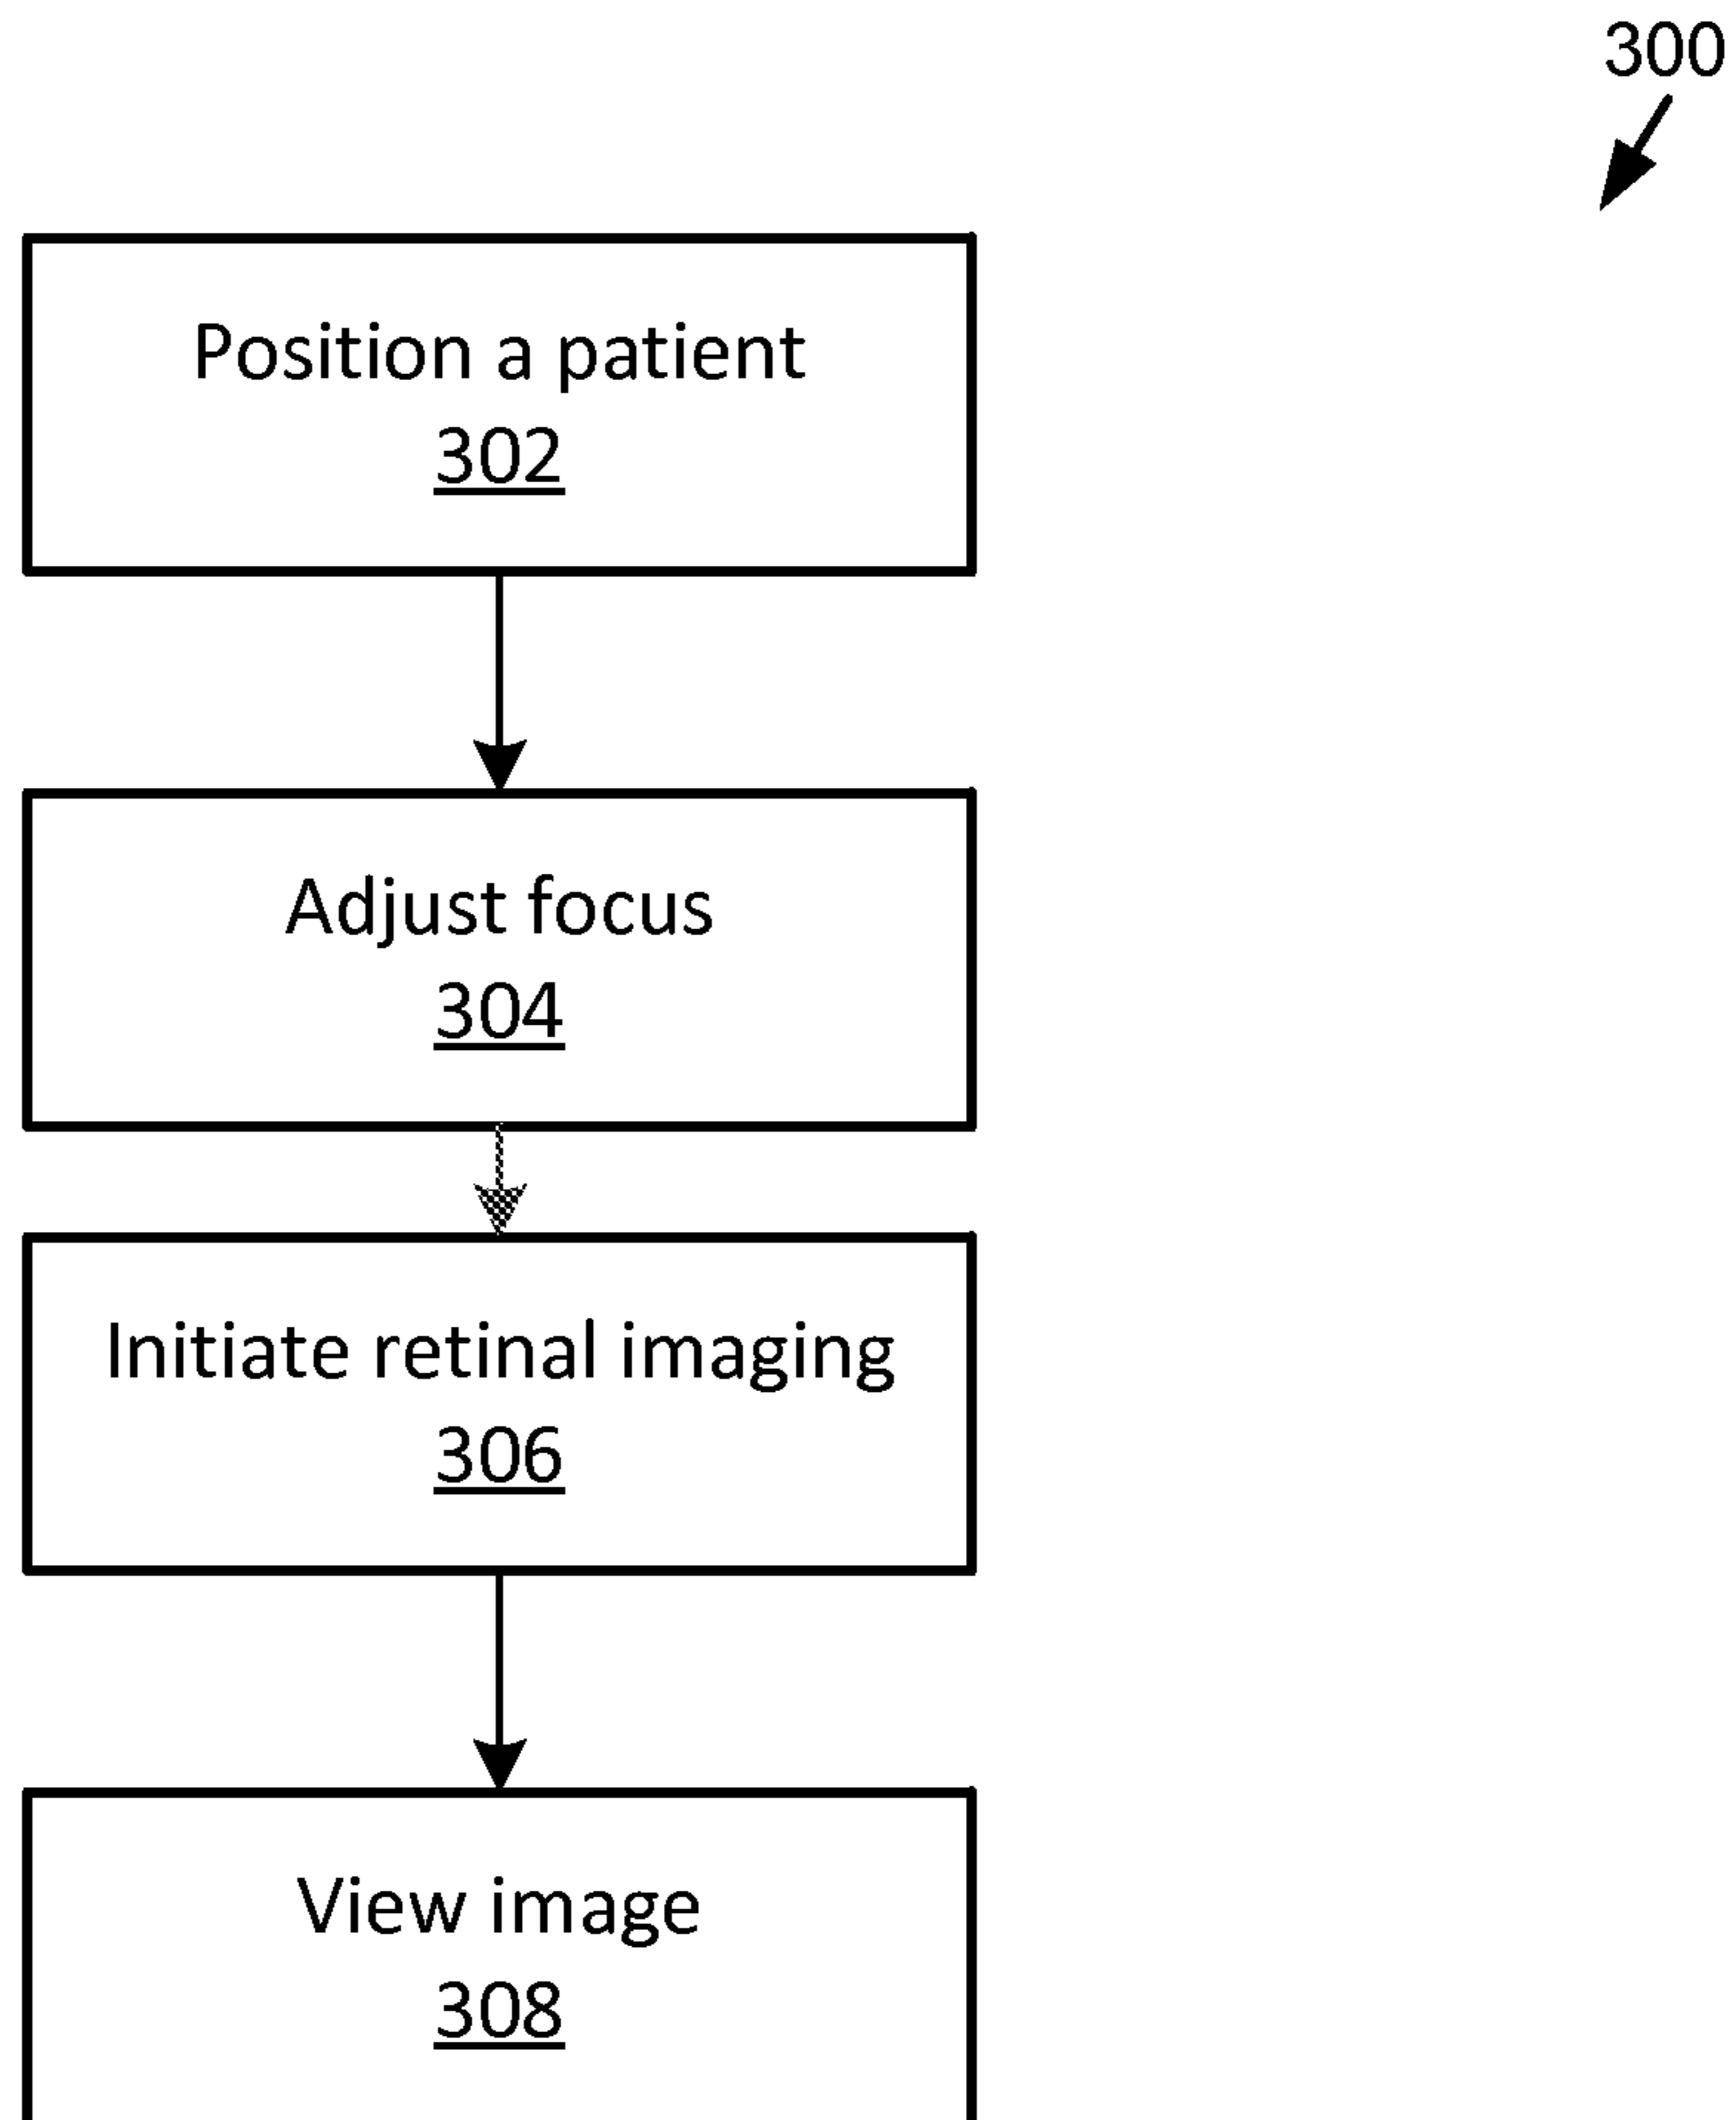 300
Position a patient
302
Adjust focus
304
Initiate retinal imaging
306
View image
308